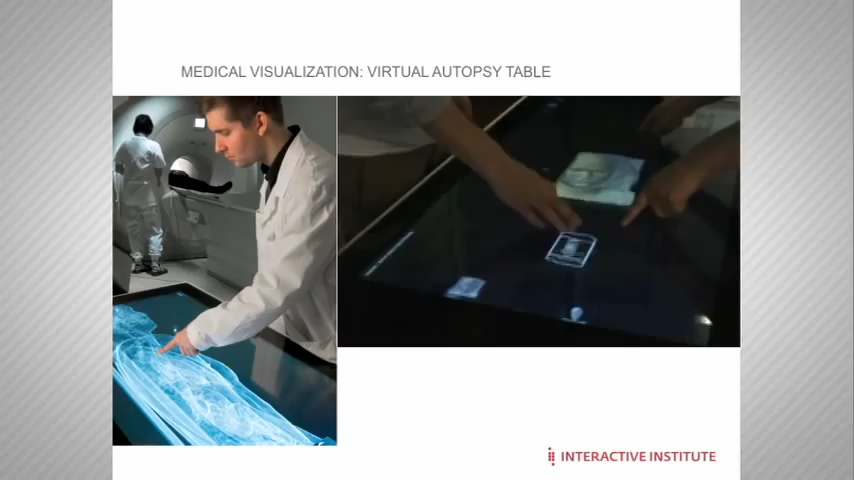 MEDICAL VISUALIZATION: VIRTUAL AUTOPSY TABLE
INTERACTIVE INSTITUTE